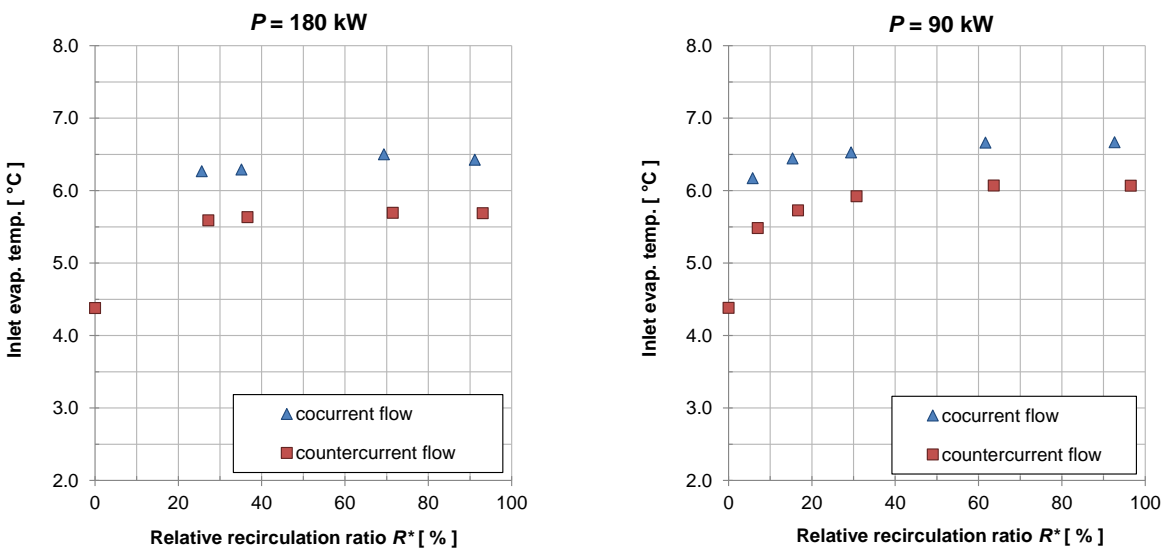 P = 180 kW
8.0
7.0
6.0
5.0
4.0
3.0
2.0
Inlet evap. temp. [ °C ]
cocurrent flow
countercurrent flow
0 20 40 60 80 100
Relative recirculation ratio R* [ % ]
P = 90 kW
8.0
7.0
6.0
5.0
4.0
3.0
2.0
Inlet evap. temp. [ °C ]
cocurrent flow
countercurrent flow
0 20 40 60 80 100
Relative recirculation ratio R* [ % ]